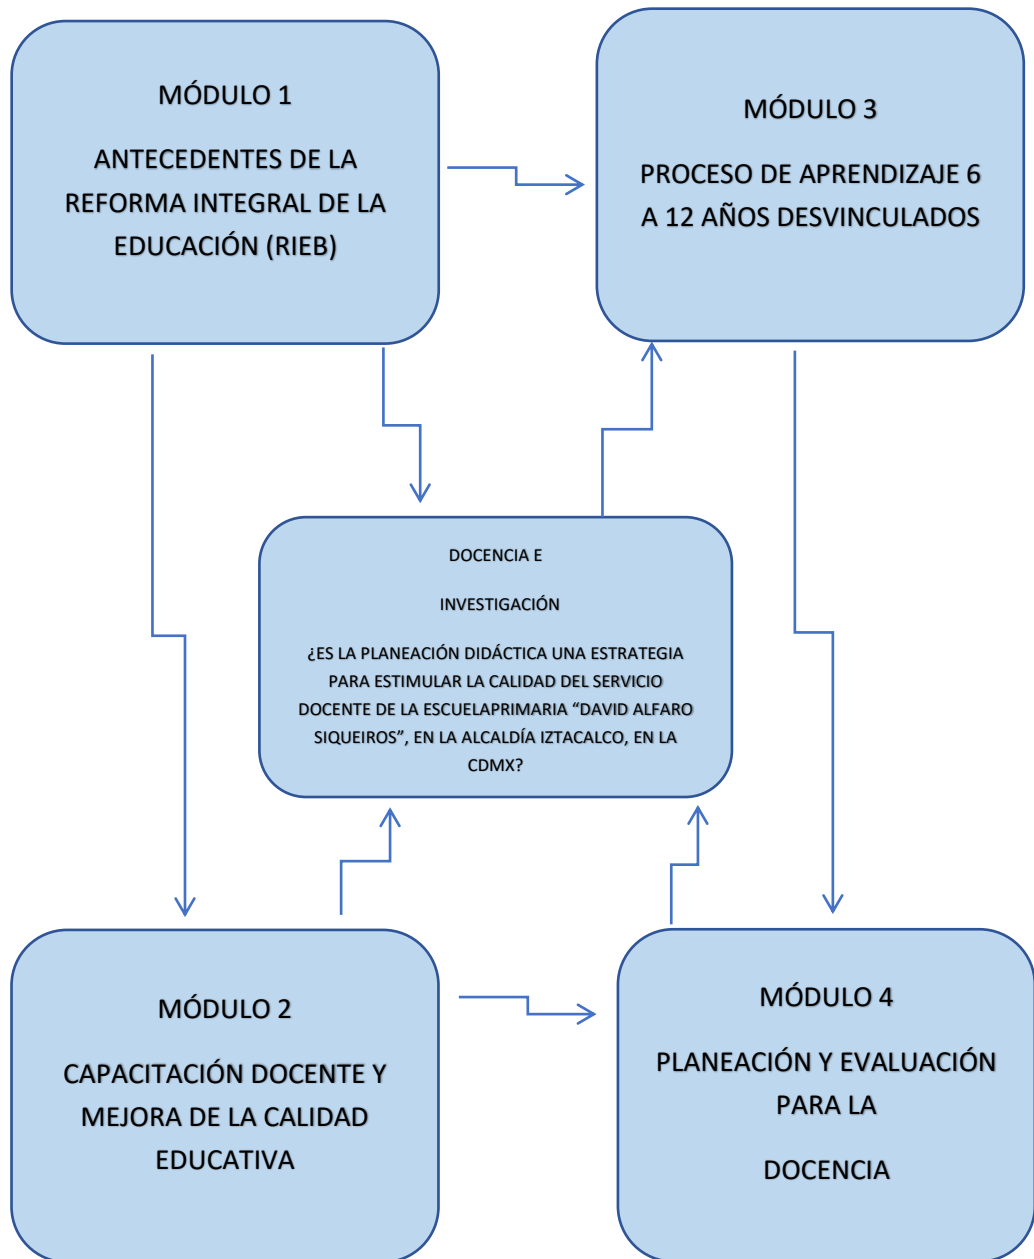 MÓDULO 1
ANTECEDENTES DE LA
REFORMA INTEGRAL DE LA
EDUCACIÓN (RIEB)
MÓDULO 3
PROCESO DE APRENDIZAJE 6
A 12 AÑOS DESVINCULADOS
DOCENCIA E
INVESTIGACIÓN
¿ES LA PLANEACIÓN DIDÁCTICA UNA ESTRATEGIA
PARA ESTIMULAR LA CALIDAD DEL SERVICIO
DOCENTE DE LA ESCUELAPRIMARIA “DAVID ALFARO
SIQUEIROS”, EN LA ALCALDÍA IZTACALCO, EN LA
CDMX?
MÓDULO 2
CAPACITACIÓN DOCENTE Y
MEJORA DE LA CALIDAD
EDUCATIVA
MÓDULO 4
PLANEACIÓN Y EVALUACIÓN
PARA LA
DOCENCIA